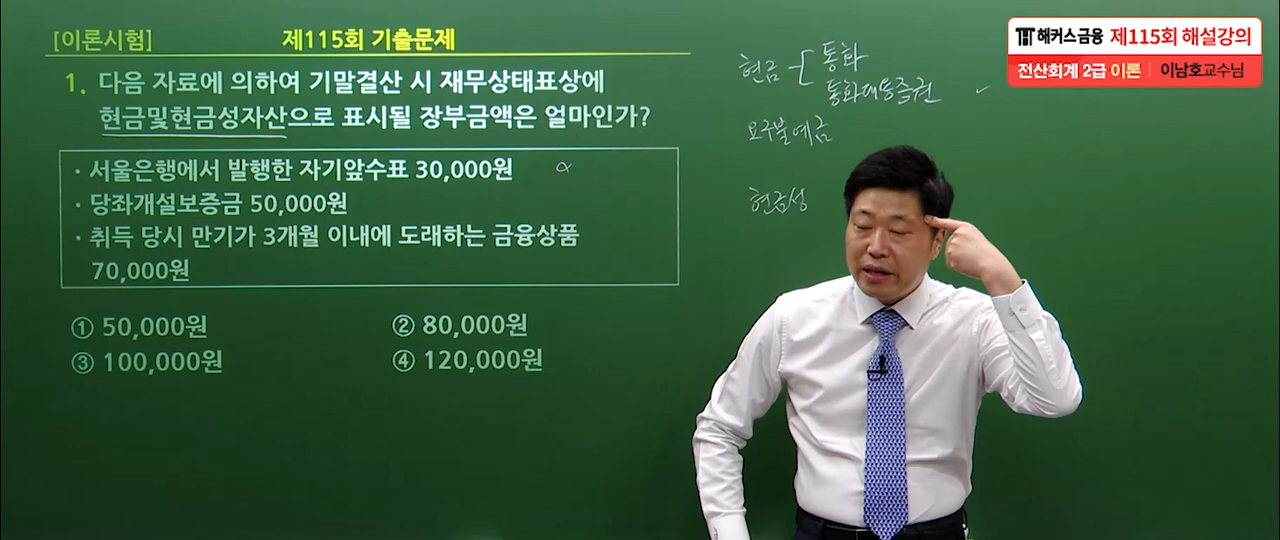 [이론시험] 제115회 기출문제
1. 다음 자료에 의하여 기말결산 시 재무상태표상에
현금및현금성자산으로 표시될 장부금액은 얼마인가?
· 서울은행에서 발행한 자기앞수표 30,000원
· 당좌개설보증금 50,000원
· 취득 당시 만기가 3개월 이내에 도래하는 금융상품
70,000원
① 50,000원 ② 80,000원
③ 100,000원 ④ 120,000원
현금 통화
통화대용증권
요구불예금
현금성
해커스금융 제115회 해설강의
전산회계 2급 이론 | 이남호교수님